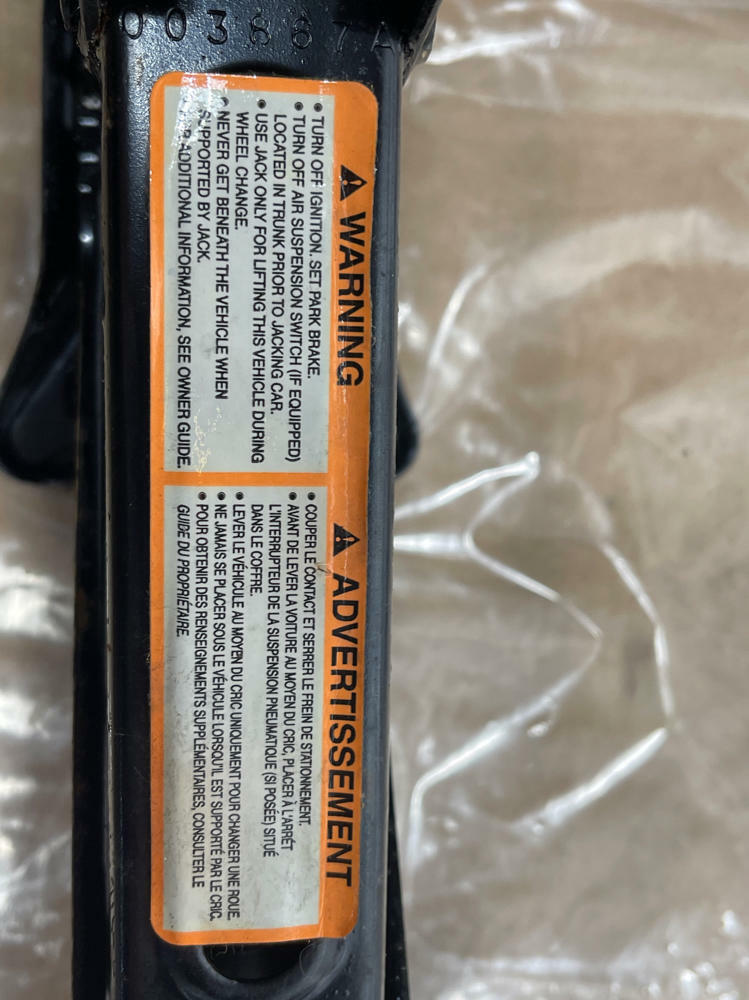 003867A
⚠ WARNING
• TURN OFF IGNITION. SET PARK BRAKE.
• TURN OFF AIR SUSPENSION SWITCH (IF EQUIPPED)
LOCATED IN TRUNK PRIOR TO JACKING CAR.
• USE JACK ONLY FOR LIFTING THIS VEHICLE DURING
WHEEL CHANGE.
• NEVER GET BENEATH THE VEHICLE WHEN
SUPPORTED BY JACK.
ADDITIONAL INFORMATION, SEE OWNER GUIDE.
⚠ ADVERTISSEMENT
• COUPER LE CONTACT ET SERRER LE FREIN DE STATIONNEMENT.
• AVANT DE LEVER LA VOITURE AU MOYEN DU CRIC, PLACER À L'ARRÊT
L'INTERRUPTEUR DE LA SUSPENSION PNEUMATIQUE (SI POSÉE) SITUÉ
DANS LE COFFRE.
• LEVER LE VÉHICULE AU MOYEN DU CRIC UNIQUEMENT POUR CHANGER UNE ROUE.
• NE JAMAIS SE PLACER SOUS LE VÉHICULE LORSQU'IL EST SUPPORTÉ PAR LE CRIC.
• POUR OBTENIR DES RENSEIGNEMENTS SUPPLÉMENTAIRES, CONSULTER LE
GUIDE DU PROPRIÉTAIRE.